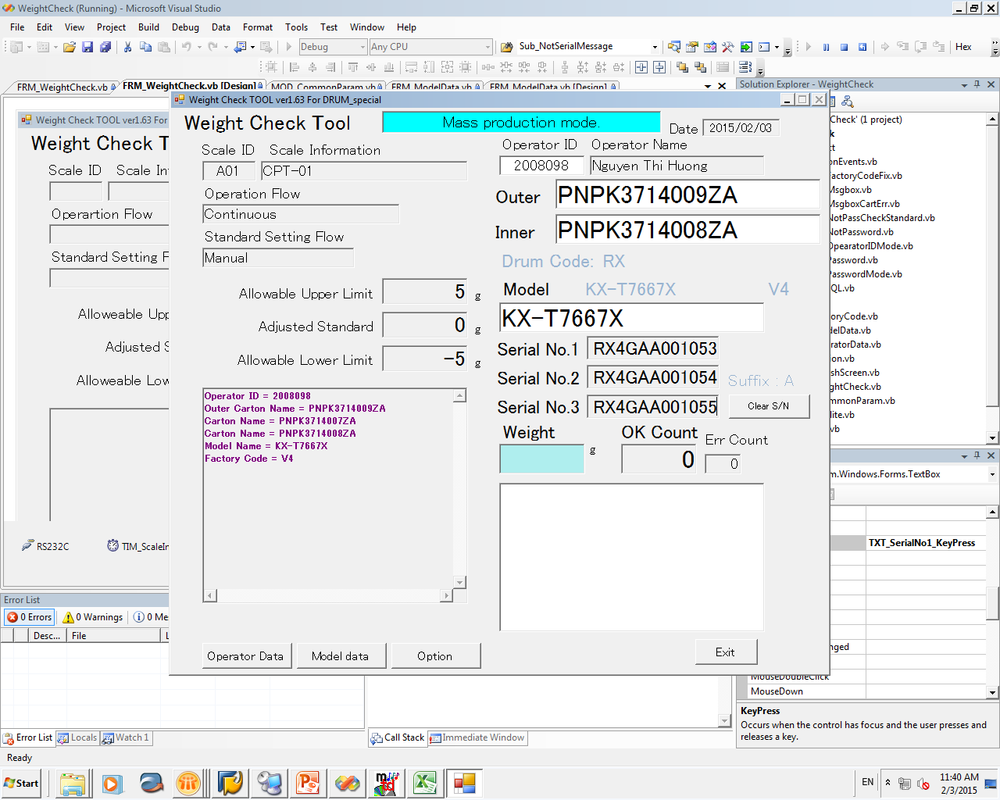 WeightCheck (Running) - Microsoft Visual Studio
File Edit View Project Build Debug Data Format Tools Test Window Help
Debug Any CPU Sub_NotSerialMessage Hex
FRM_WeightCheck.vb FRM_WeightCheck.vb [Design] MOD_CommonParam.vb FRM_ModelData.vb FRM_ModelData.vb [Design]
Solution Explorer - WeightCheck
Weight Check TOOL ver1.63 For
Weight Check T
Scale ID Scale In
Operartion Flow
Standard Setting F
Alloweable Upp
Adjusted S
Alloweable Low
RS232C TIM_ScaleIn
Weight Check TOOL ver1.63 For DRUM_special
Weight Check Tool
Mass production mode.
Date 2015/02/03
Scale ID Scale Information
A01 CPT-01
Operator ID Operator Name
2008098 Nguyen Thi Huong
Operation Flow
Continuous
Standard Setting Flow
Manual
Allowable Upper Limit 5 g
Adjusted Standard 0 g
Allowable Lower Limit -5 g
Operator ID = 2008098
Outer Carton Name = PNPK3714009ZA
Carton Name = PNPK3714007ZA
Carton Name = PNPK3714008ZA
Model Name = KX-T7667X
Factory Code = V4
Outer PNPK3714009ZA
Inner PNPK3714008ZA
Drum Code: RX
Model KX-T7667X V4
KX-T7667X
Serial No.1 RX4GAA001053
Serial No.2 RX4GAA001054 Suffix : A
Serial No.3 RX4GAA001055 Clear S/N
Weight OK Count Err Count
g 0 0
Operator Data Model data Option Exit
Check' (1 project)
k
ct
onEvents.vb
FactoryCodeFix.vb
Msgbox.vb
MsgboxCartErr.vb
NotPassCheckStandard.vb
NotPassword.vb
OpearatorIDMode.vb
Password.vb
PasswordMode.vb
QL.vb
oryCode.vb
delData.vb
ratorData.vb
ion.vb
shScreen.vb
ghtCheck.vb
ommonParam.vb
lite.vb
vb
m.Windows.Forms.TextBox
TXT_SerialNo1_KeyPress
nged
MouseDoubleClick
MouseDown
KeyPress
Occurs when the control has focus and the user presses and
releases a key.
Error List
0 Errors 0 Warnings 0 Me
Desc... File L
Error List Locals Watch 1
Call Stack Immediate Window
Ready
Start
EN
11:40 AM
2/3/2015